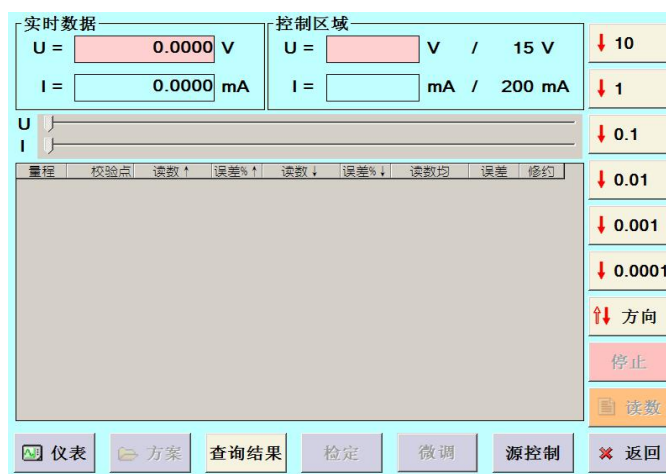 实时数据
U = 0.0000 V
I = 0.0000 mA
控制区域
U = V / 15 V
I = mA / 200 mA
U
I
量程 校验点 读数↑ 误差%↑ 读数↓ 误差%↓ 读数均 误差 修约
↓ 10
↓ 1
↓ 0.1
↓ 0.01
↓ 0.001
↓ 0.0001
⇑↓ 方向
停止
读数
仪表 方案 查询结果 检定 微调 源控制 返回